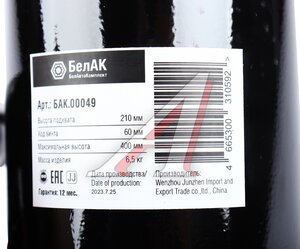 БелАК
БелАвтоКомплект
Арт.: БАК.00049
Высота подхвата 210 мм
Ход винта 60 мм
Максимальная высота 400 мм
Масса изделия 6,5 кг
Гарантия: 12 мес.
Дата производства/
Date of production:
2023.7.25
Производитель:
Wenzhou Junzhen Import and
Export Trade co.,ltd., China.
4 665300 310592 >